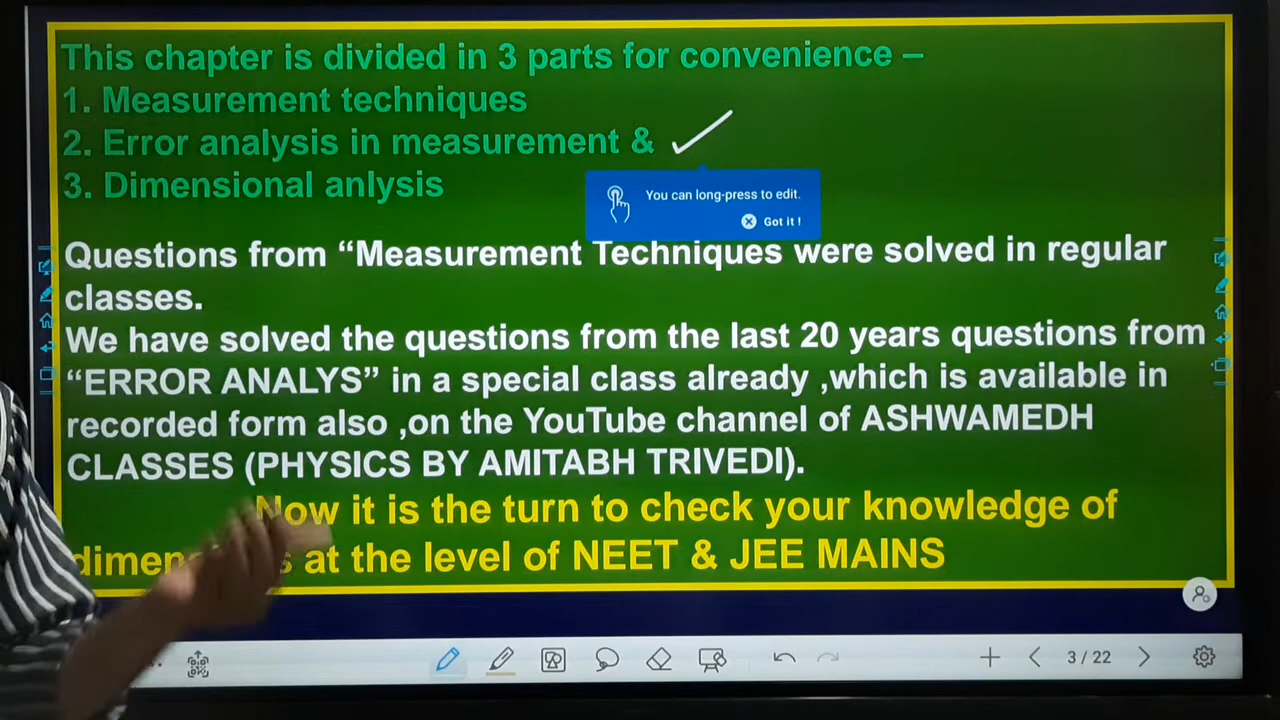 This chapter is divided in 3 parts for convenience –
1. Measurement techniques
2. Error analysis in measurement &
3. Dimensional anlysis
You can long-press to edit.
Got it !
Questions from “Measurement Techniques were solved in regular
classes.
We have solved the questions from the last 20 years questions from
“ERROR ANALYS” in a special class already ,which is available in
recorded form also ,on the YouTube channel of ASHWAMEDH
CLASSES (PHYSICS BY AMITABH TRIVEDI).
Now it is the turn to check your knowledge of
at the level of NEET & JEE MAINS
3 / 22